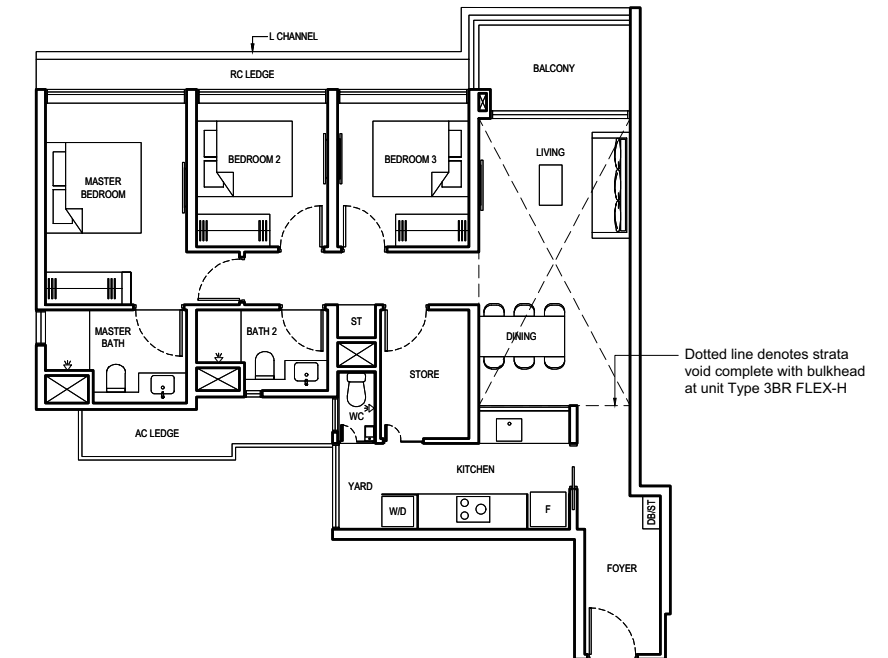 L CHANNEL
RC LEDGE
BALCONY
BEDROOM 2
BEDROOM 3
LIVING
MASTER
BEDROOM
MASTER
BATH
BATH 2
ST
DINING
STORE
Dotted line denotes strata
void complete with bulkhead
at unit Type 3BR FLEX-H
WC
AC LEDGE
KITCHEN
YARD
W/D
F
DB/ST
FOYER